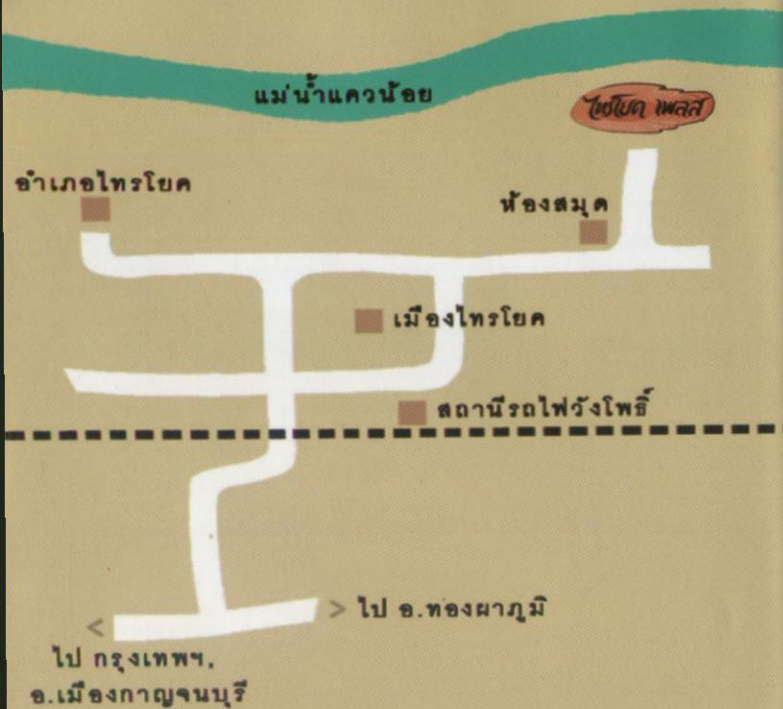 แม่น้ำแควน้อย
ไทรโยค เพลส
อำเภอไทรโยค
ห้องสมุด
เมืองไทรโยค
สถานีรถไฟวังโพธิ์
> ไป อ.ทองผาภูมิ
<
ไป กรุงเทพฯ,
อ.เมืองกาญจนบุรี